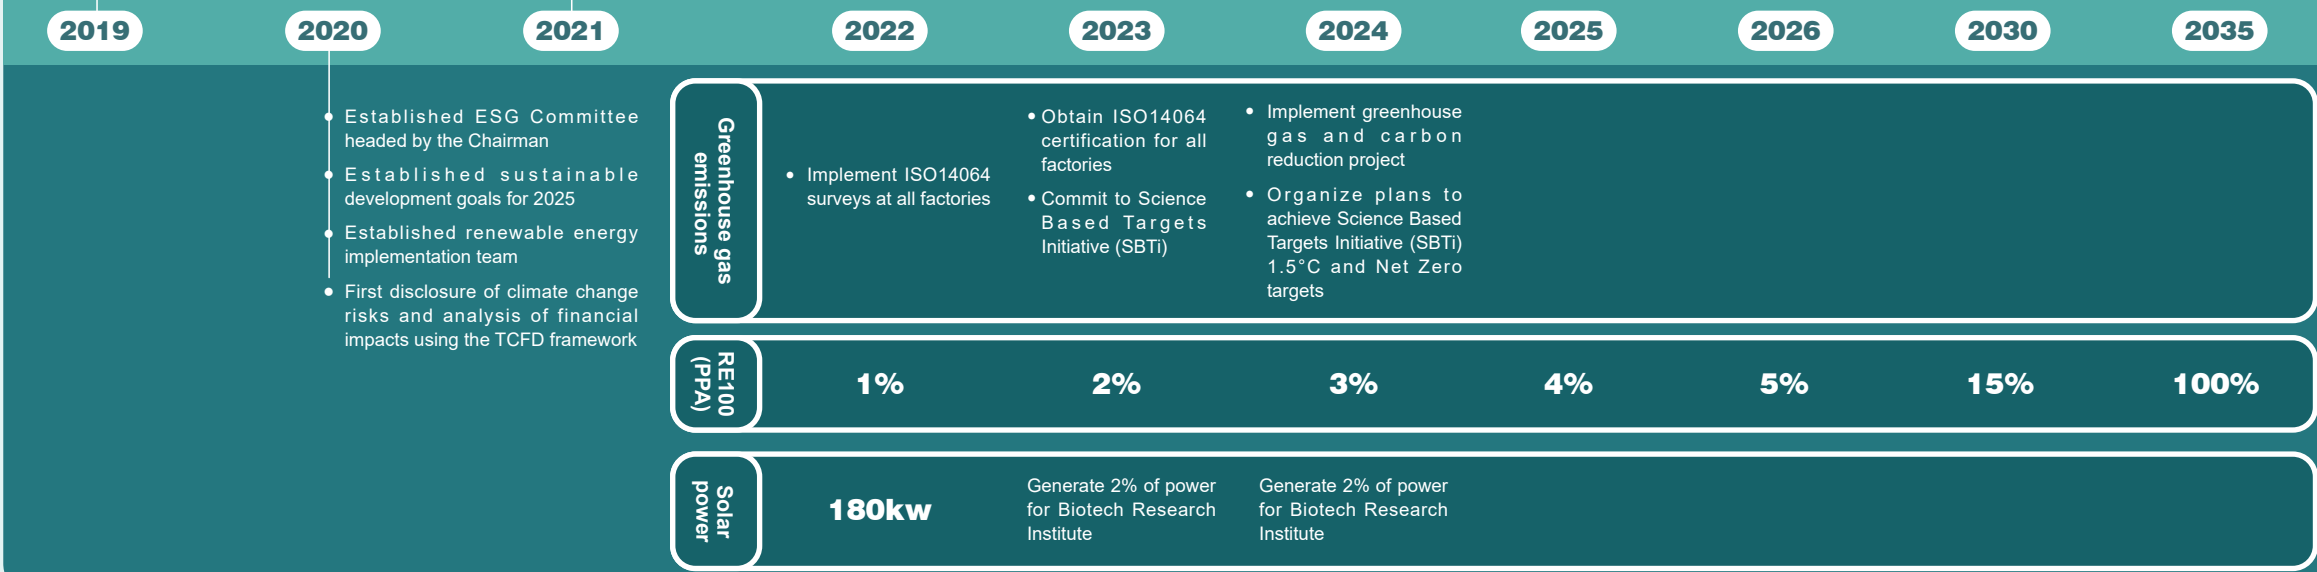 2019
2020
2021
2022
2023
2024
2025
2026
2030
2035
Established ESG Committee
headed by the Chairman
Established sustainable
development goals for 2025
Established renewable energy
implementation team
First disclosure of climate change
risks and analysis of financial
impacts using the TCFD framework
Greenhouse gas
emissions
Implement ISO14064
surveys at all factories
Obtain ISO14064
certification for all
factories
Commit to Science
Based Targets
Initiative (SBTi)
Implement greenhouse
gas and carbon
reduction project
Organize plans to
achieve Science Based
Targets Initiative (SBTi)
1.5°C and Net Zero
targets
RE100
(PPA)
1%
2%
3%
4%
5%
15%
100%
Solar
power
180kw
Generate 2% of power
for Biotech Research
Institute
Generate 2% of power
for Biotech Research
Institute